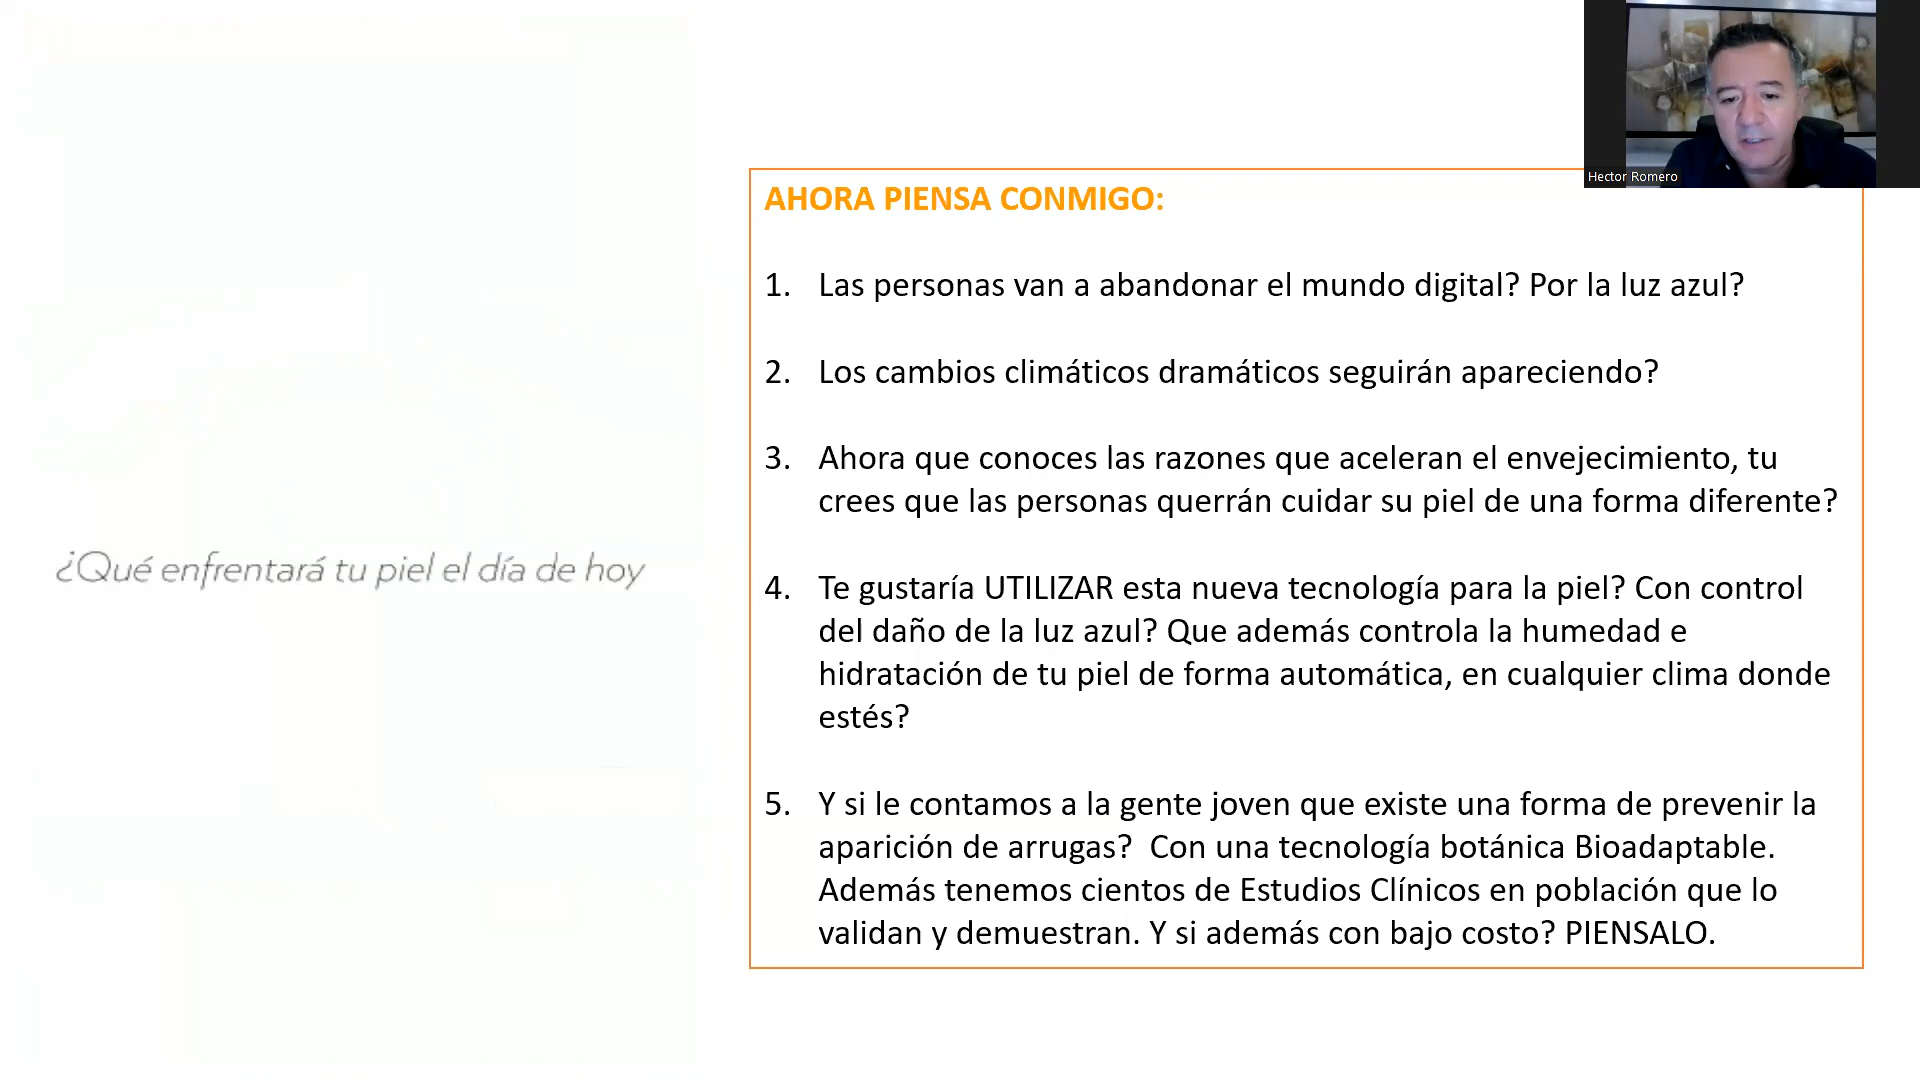 Hector Romero
¿Qué enfrentará tu piel el día de hoy
AHORA PIENSA CONMIGO:
1. Las personas van a abandonar el mundo digital? Por la luz azul?
2. Los cambios climáticos dramáticos seguirán apareciendo?
3. Ahora que conoces las razones que aceleran el envejecimiento, tu
crees que las personas querrán cuidar su piel de una forma diferente?
4. Te gustaría UTILIZAR esta nueva tecnología para la piel? Con control
del daño de la luz azul? Que además controla la humedad e
hidratación de tu piel de forma automática, en cualquier clima donde
estés?
5. Y si le contamos a la gente joven que existe una forma de prevenir la
aparición de arrugas?  Con una tecnología botánica Bioadaptable.
Además tenemos cientos de Estudios Clínicos en población que lo
validan y demuestran. Y si además con bajo costo? PIENSALO.